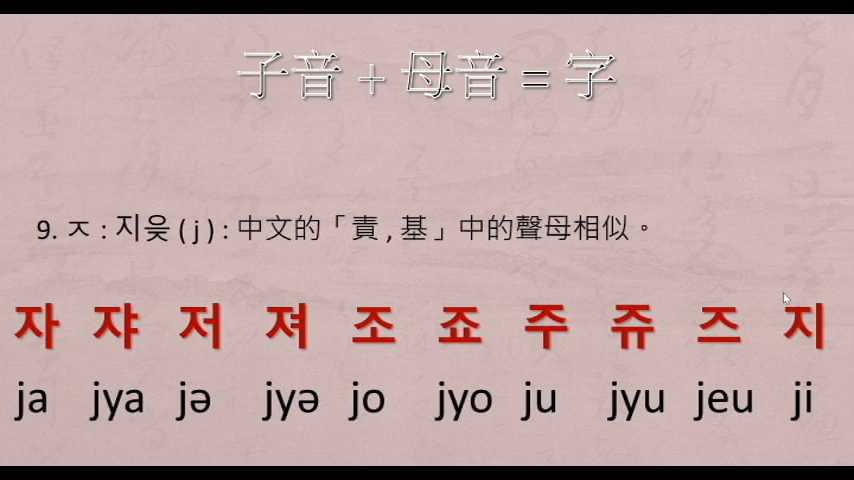 子音 + 母音 = 字
9. ㅈ : 지읒 ( j ) : 中文的「責 , 基」中的聲母相似。
자 쟈 저 져 조 죠 주 쥬 즈 지
ja jya jə jyə jo jyo ju jyu jeu ji